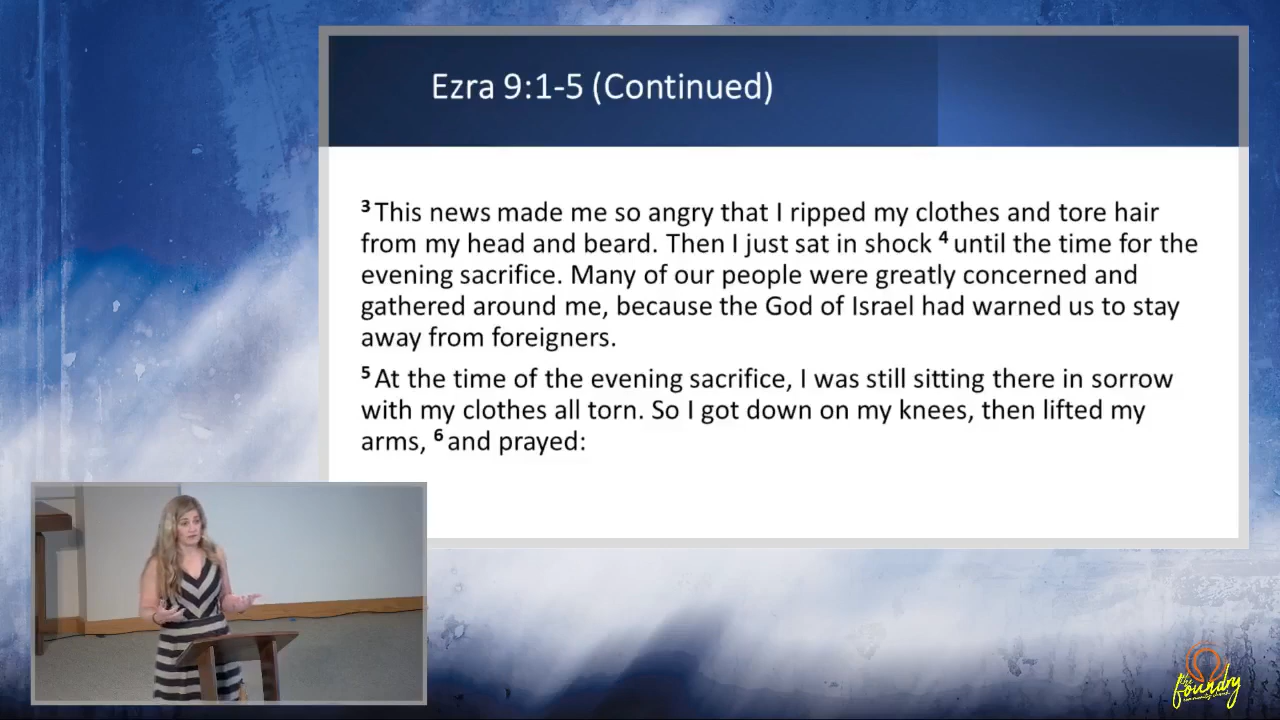 Ezra 9:1-5 (Continued)
³ This news made me so angry that I ripped my clothes and tore hair
from my head and beard. Then I just sat in shock ⁴ until the time for the
evening sacrifice. Many of our people were greatly concerned and
gathered around me, because the God of Israel had warned us to stay
away from foreigners.
⁵ At the time of the evening sacrifice, I was still sitting there in sorrow
with my clothes all torn. So I got down on my knees, then lifted my
arms, ⁶ and prayed:
the
foundry
community church